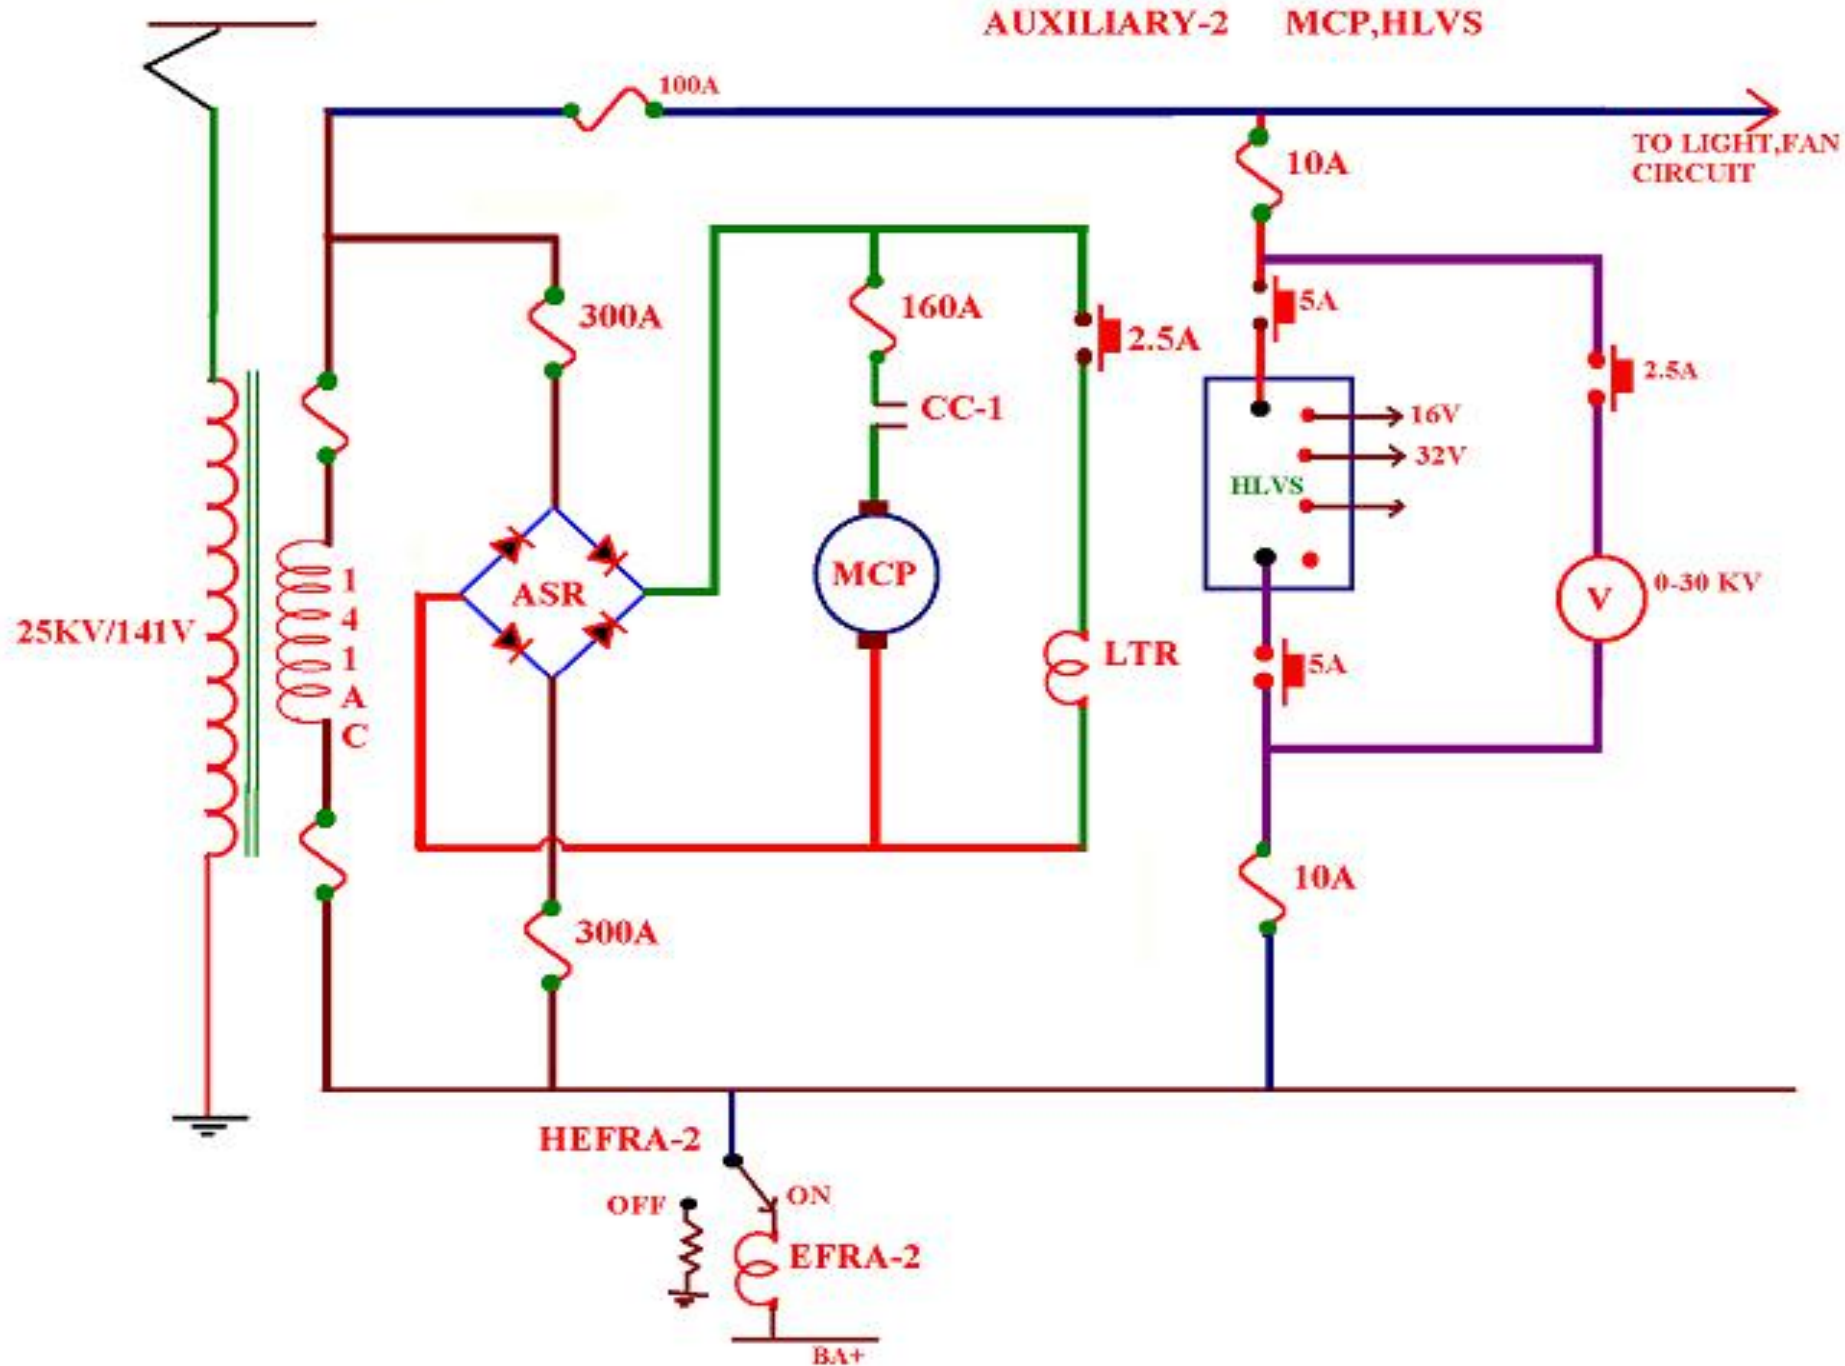 AUXILIARY-2 MCP,HLVS
100A
TO LIGHT,FAN
CIRCUIT
10A
300A
160A
5A
2.5A
2.5A
CC-1
16V
32V
HLVS
MCP
ASR
1
4
1
A
C
25KV/141V
V
0-30 KV
LTR
5A
10A
300A
HEFRA-2
OFF
ON
EFRA-2
BA+